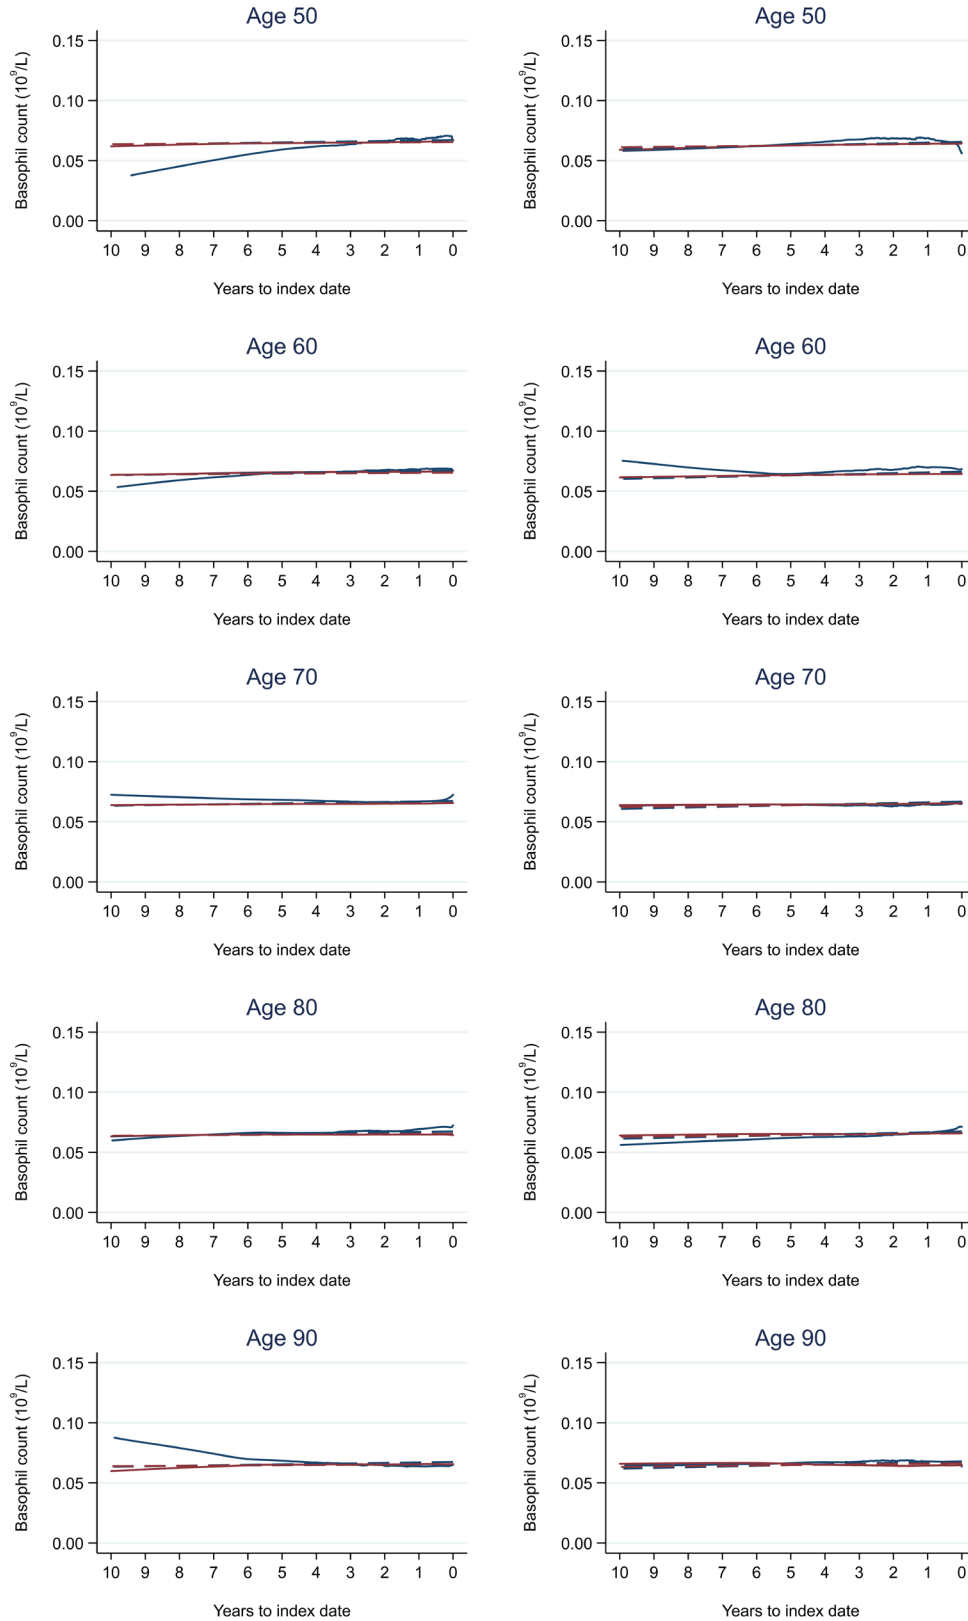 Age 50
Basophil count (10⁹/L)
0.15
0.10
0.05
0.00
10 9 8 7 6 5 4 3 2 1 0
Years to index date
Age 50
Basophil count (10⁹/L)
0.15
0.10
0.05
0.00
10 9 8 7 6 5 4 3 2 1 0
Years to index date
Age 60
Basophil count (10⁹/L)
0.15
0.10
0.05
0.00
10 9 8 7 6 5 4 3 2 1 0
Years to index date
Age 60
Basophil count (10⁹/L)
0.15
0.10
0.05
0.00
10 9 8 7 6 5 4 3 2 1 0
Years to index date
Age 70
Basophil count (10⁹/L)
0.15
0.10
0.05
0.00
10 9 8 7 6 5 4 3 2 1 0
Years to index date
Age 70
Basophil count (10⁹/L)
0.15
0.10
0.05
0.00
10 9 8 7 6 5 4 3 2 1 0
Years to index date
Age 80
Basophil count (10⁹/L)
0.15
0.10
0.05
0.00
10 9 8 7 6 5 4 3 2 1 0
Years to index date
Age 80
Basophil count (10⁹/L)
0.15
0.10
0.05
0.00
10 9 8 7 6 5 4 3 2 1 0
Years to index date
Age 90
Basophil count (10⁹/L)
0.15
0.10
0.05
0.00
10 9 8 7 6 5 4 3 2 1 0
Years to index date
Age 90
Basophil count (10⁹/L)
0.15
0.10
0.05
0.00
10 9 8 7 6 5 4 3 2 1 0
Years to index date